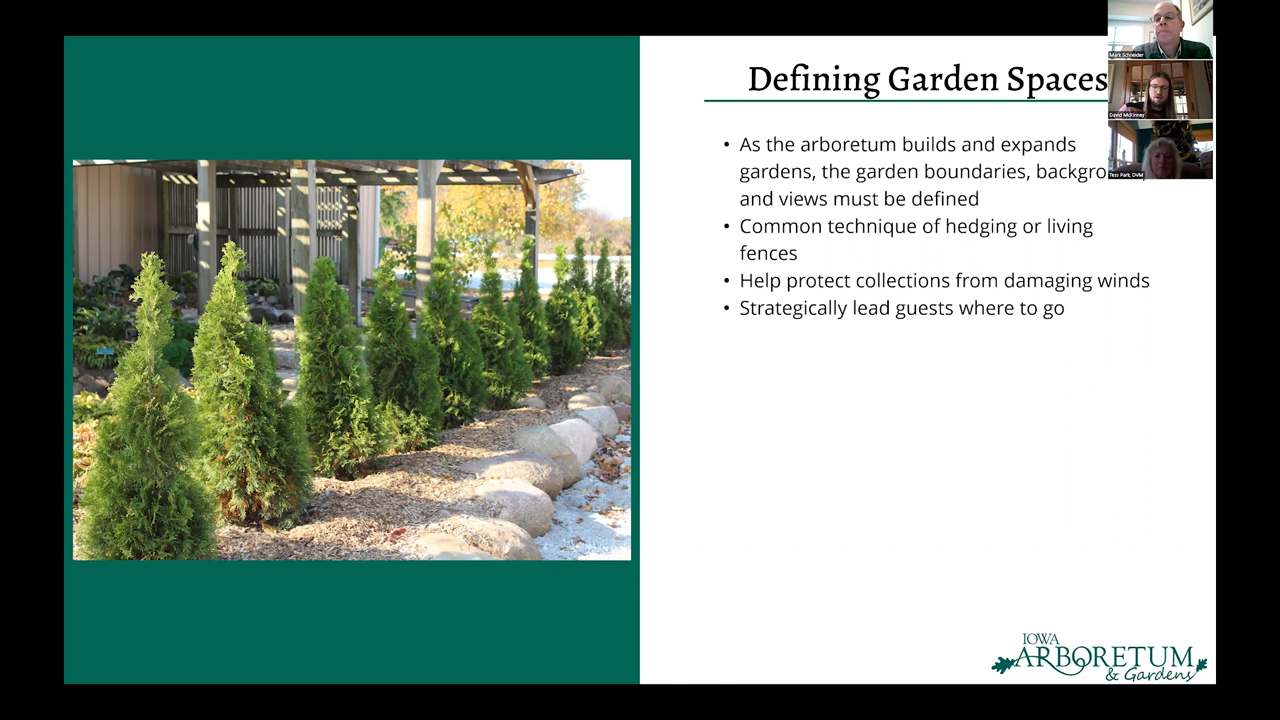 Defining Garden Spaces
• As the arboretum builds and expands
gardens, the garden boundaries, backgro
and views must be defined
• Common technique of hedging or living
fences
• Help protect collections from damaging winds
• Strategically lead guests where to go
Mark Schneider
David McKinney
Tess Park, DVM
IOWA
ARBORETUM
& Gardens